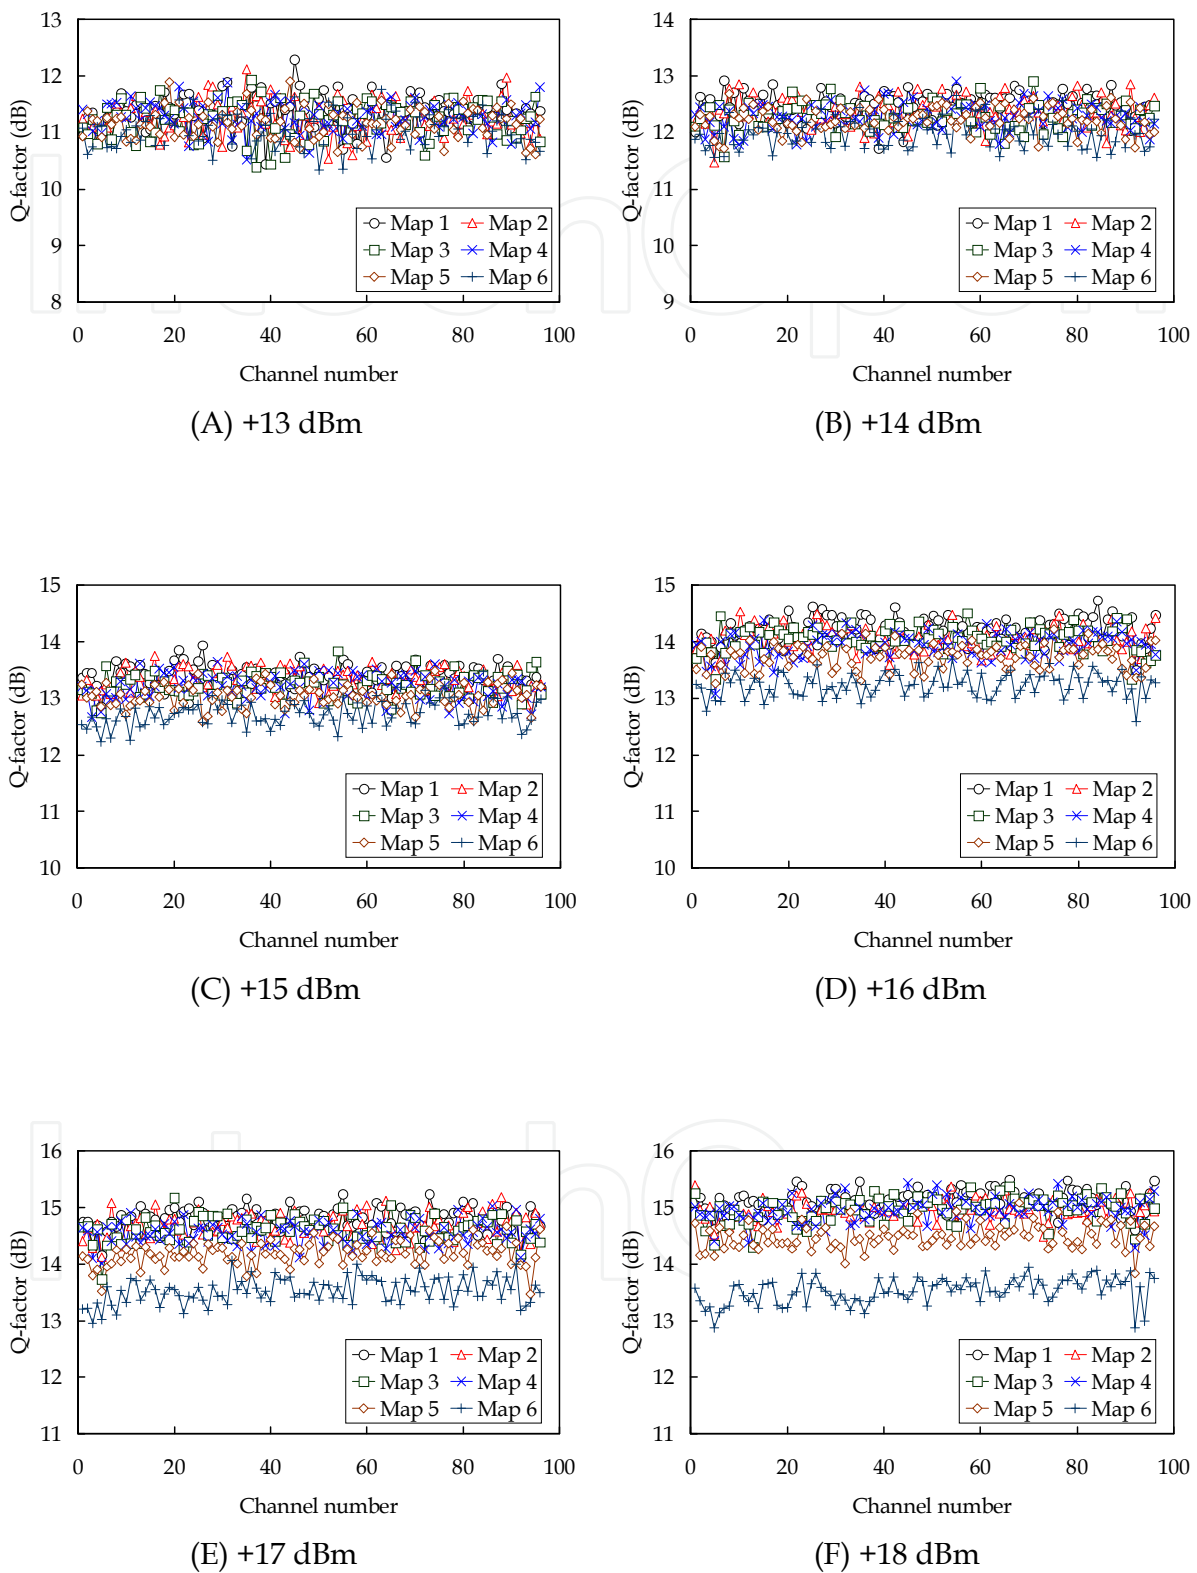 13
12
11
10
9
8
Q-factor (dB)
0 20 40 60 80 100
Channel number
Map 1 Map 2
Map 3 Map 4
Map 5 Map 6
(A) +13 dBm
14
13
12
11
10
9
Q-factor (dB)
0 20 40 60 80 100
Channel number
Map 1 Map 2
Map 3 Map 4
Map 5 Map 6
(B) +14 dBm
15
14
13
12
11
10
Q-factor (dB)
0 20 40 60 80 100
Channel number
Map 1 Map 2
Map 3 Map 4
Map 5 Map 6
(C) +15 dBm
15
14
13
12
11
10
Q-factor (dB)
0 20 40 60 80 100
Channel number
Map 1 Map 2
Map 3 Map 4
Map 5 Map 6
(D) +16 dBm
16
15
14
13
12
11
Q-factor (dB)
0 20 40 60 80 100
Channel number
Map 1 Map 2
Map 3 Map 4
Map 5 Map 6
(E) +17 dBm
16
15
14
13
12
11
Q-factor (dB)
0 20 40 60 80 100
Channel number
Map 1 Map 2
Map 3 Map 4
Map 5 Map 6
(F) +18 dBm